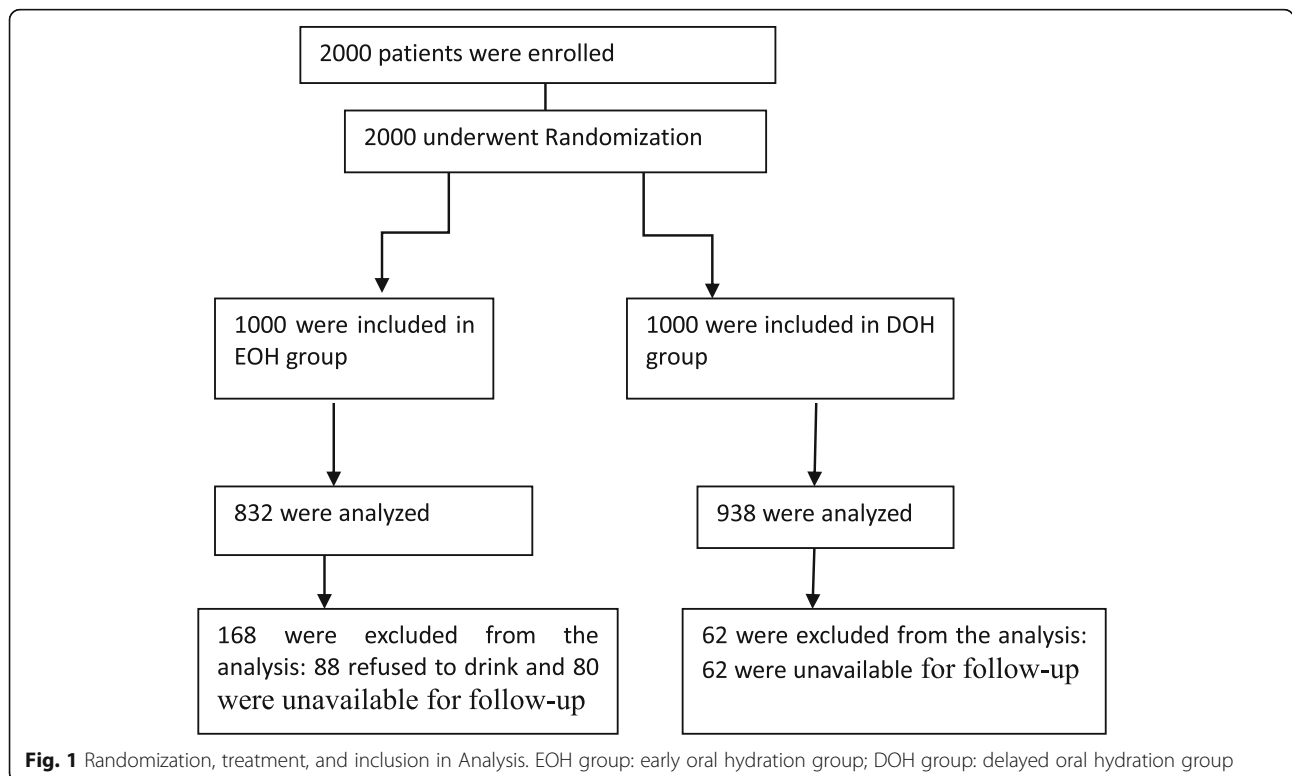 2000 patients were enrolled
2000 underwent Randomization
1000 were included in
EOH group
1000 were included in DOH
group
832 were analyzed
938 were analyzed
168 were excluded from the
analysis: 88 refused to drink and 80
were unavailable for follow-up
62 were excluded from the analysis:
62 were unavailable for follow-up
Fig. 1 Randomization, treatment, and inclusion in Analysis. EOH group: early oral hydration group; DOH group: delayed oral hydration group